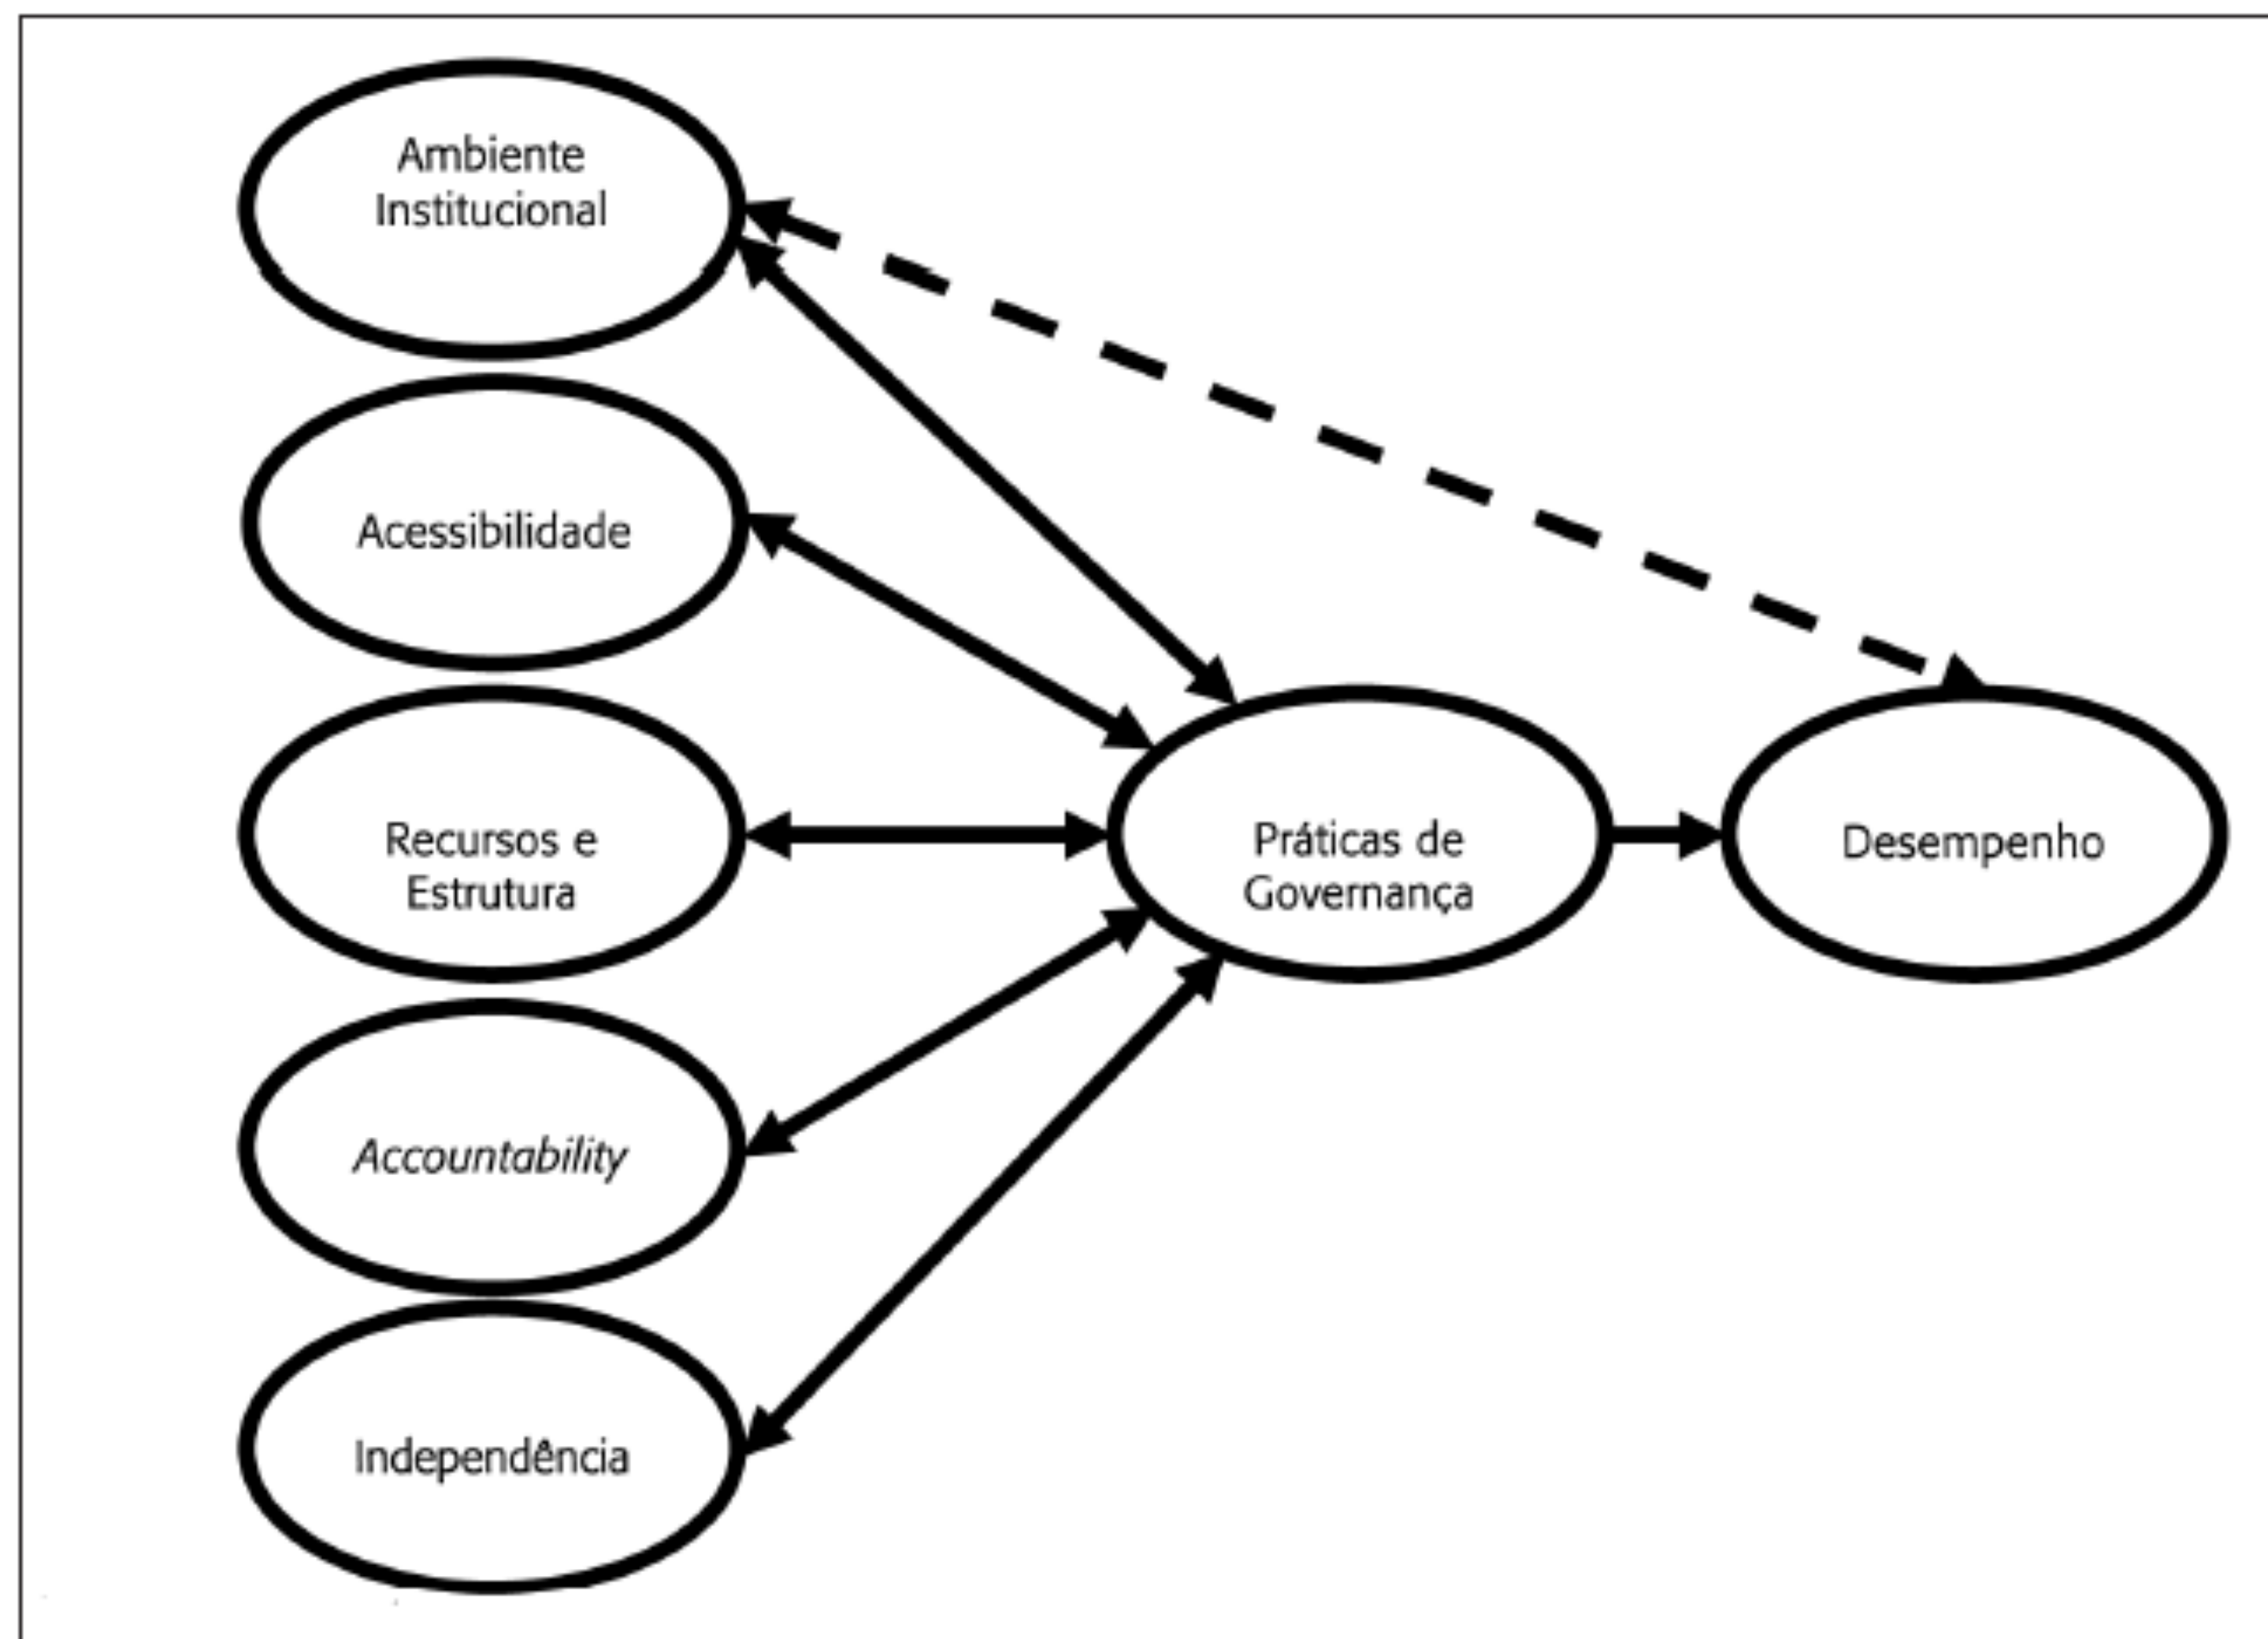 Ambiente
Institucional
Acessibilidade
Recursos e
Estrutura
Práticas de
Governança
Desempenho
Accountability
Independência